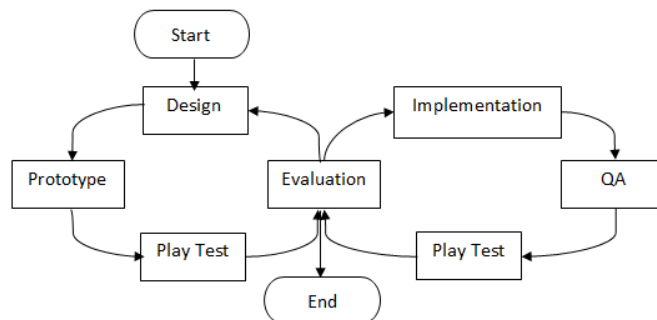 Start
Design
Implementation
Prototype
Evaluation
QA
Play Test
Play Test
End